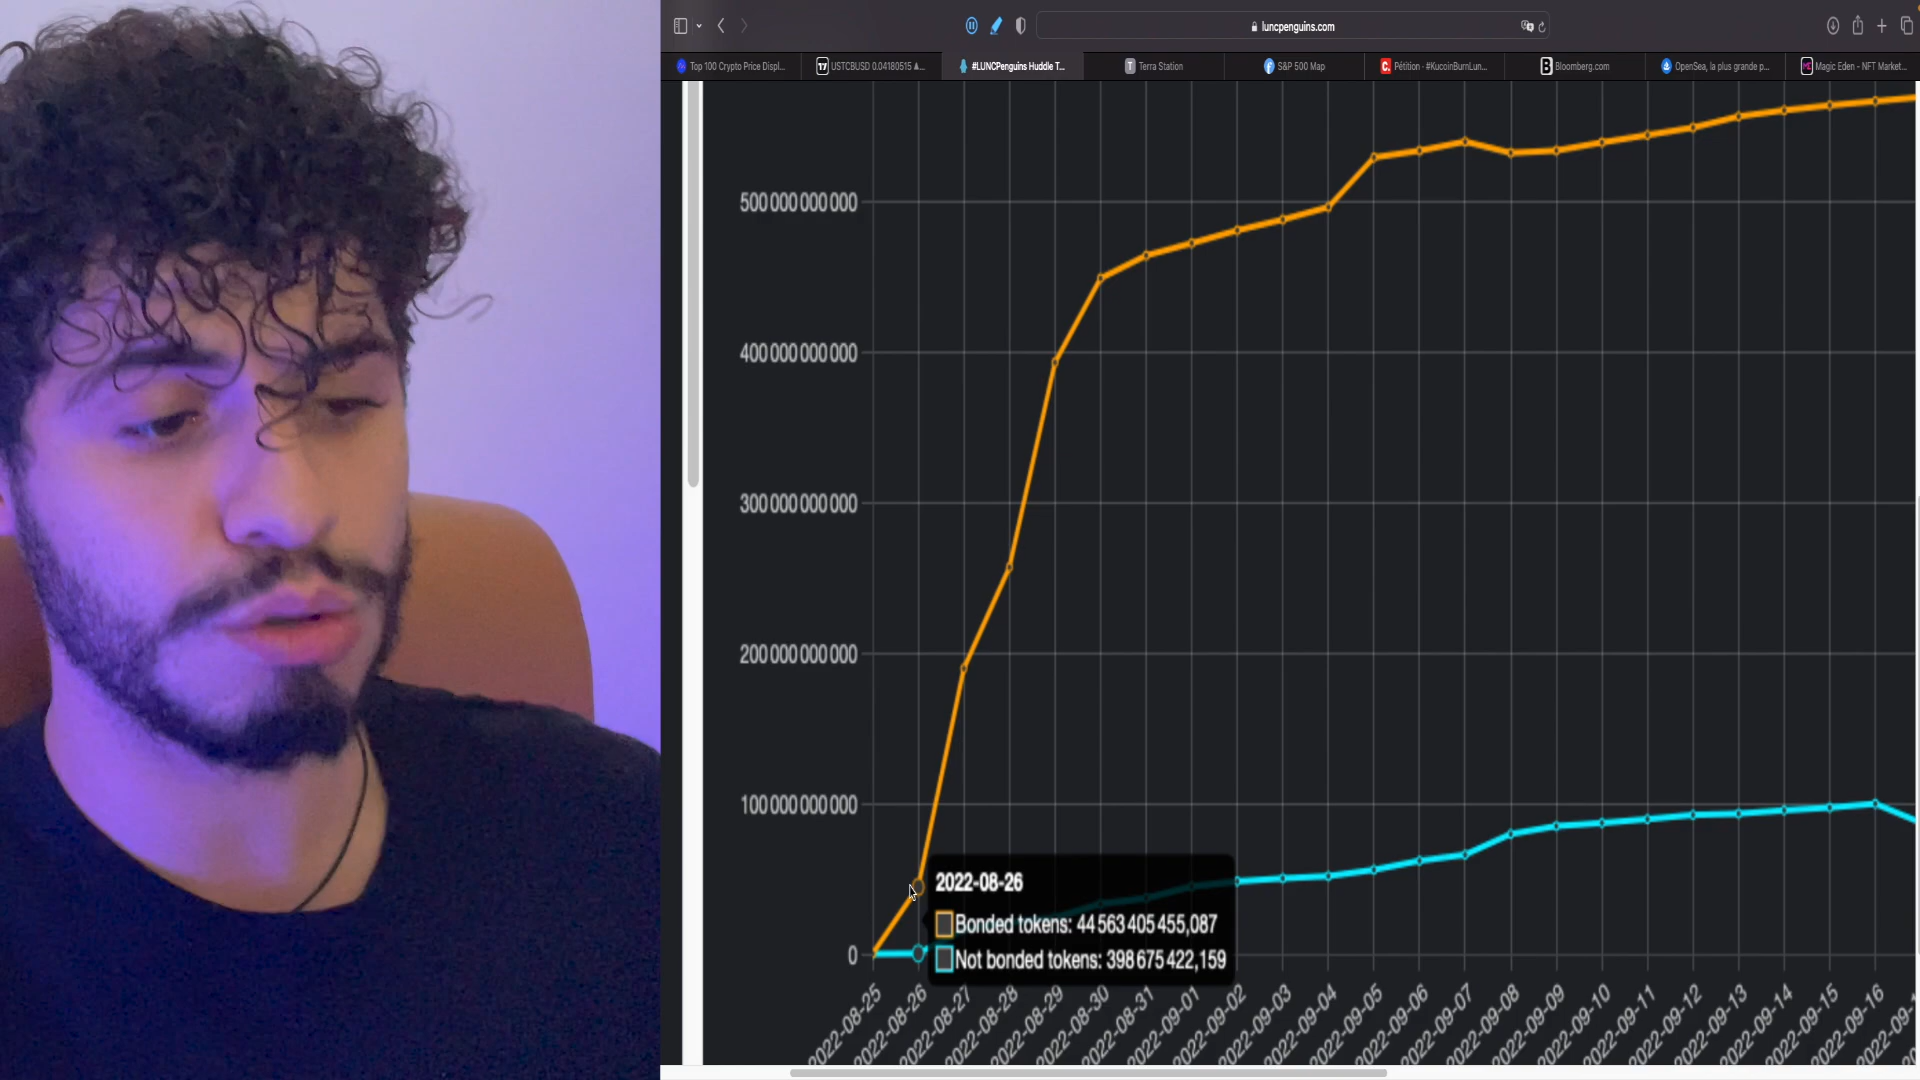 luncpenguins.com
Top 100 Crypto Price Displ...
USTCBUSD 0.04180515 ▲...
#LUNCPenguins Huddle T...
Terra Station
S&P 500 Map
Pétition · #KucoinBurnLun...
Bloomberg.com
OpenSea, la plus grande p...
Magic Eden - NFT Market...
500 000 000 000
400 000 000 000
300 000 000 000
200 000 000 000
100 000 000 000
0
2022-08-26
Bonded tokens: 44 563 405 455,087
Not bonded tokens: 398 675 422,159
2022-08-25
2022-08-26
2022-08-27
2022-08-28
2022-08-29
2022-08-30
2022-08-31
2022-09-01
2022-09-02
2022-09-03
2022-09-04
2022-09-05
2022-09-06
2022-09-07
2022-09-08
2022-09-09
2022-09-10
2022-09-11
2022-09-12
2022-09-13
2022-09-14
2022-09-15
2022-09-16